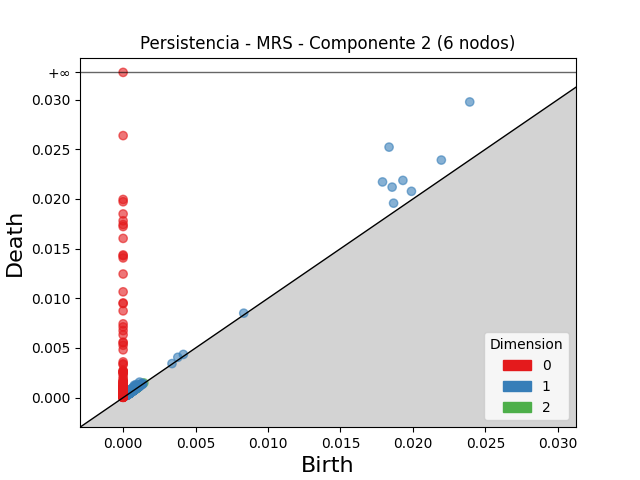 Persistencia - MRS - Componente 2 (6 nodos)
+∞
0.030
0.025
0.020
0.015
0.010
0.005
0.000
Death
Dimension
0
1
2
0.000 0.005 0.010 0.015 0.020 0.025 0.030
Birth